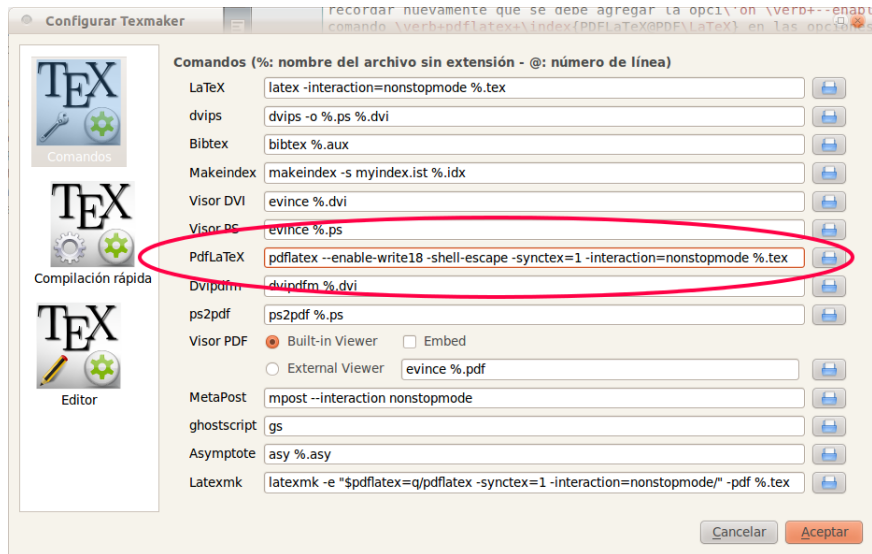 recordar nuevamente que se debe agregar la opci\'on \verb+--enabl
Configurar Texmaker
comando \verb+pdflatex+\index{PDFLaTeX@PDF\LaTeX} en las opciones
Comandos (%: nombre del archivo sin extensión - @: número de línea)
TEX
Comandos
LaTeX latex -interaction=nonstopmode %.tex
dvips dvips -o %.ps %.dvi
Bibtex bibtex %.aux
Makeindex makeindex -s myindex.ist %.idx
TEX
Compilación rápida
Visor DVI evince %.dvi
Visor PS evince %.ps
PdfLaTeX pdflatex --enable-write18 -shell-escape -synctex=1 -interaction=nonstopmode %.tex
Dvipdfm dvipdfm %.dvi
ps2pdf ps2pdf %.ps
TEX
Editor
Visor PDF Built-in Viewer Embed
External Viewer evince %.pdf
MetaPost mpost --interaction nonstopmode
ghostscript gs
Asymptote asy %.asy
Latexmk latexmk -e "$pdflatex=q/pdflatex -synctex=1 -interaction=nonstopmode/" -pdf %.tex
Cancelar Aceptar